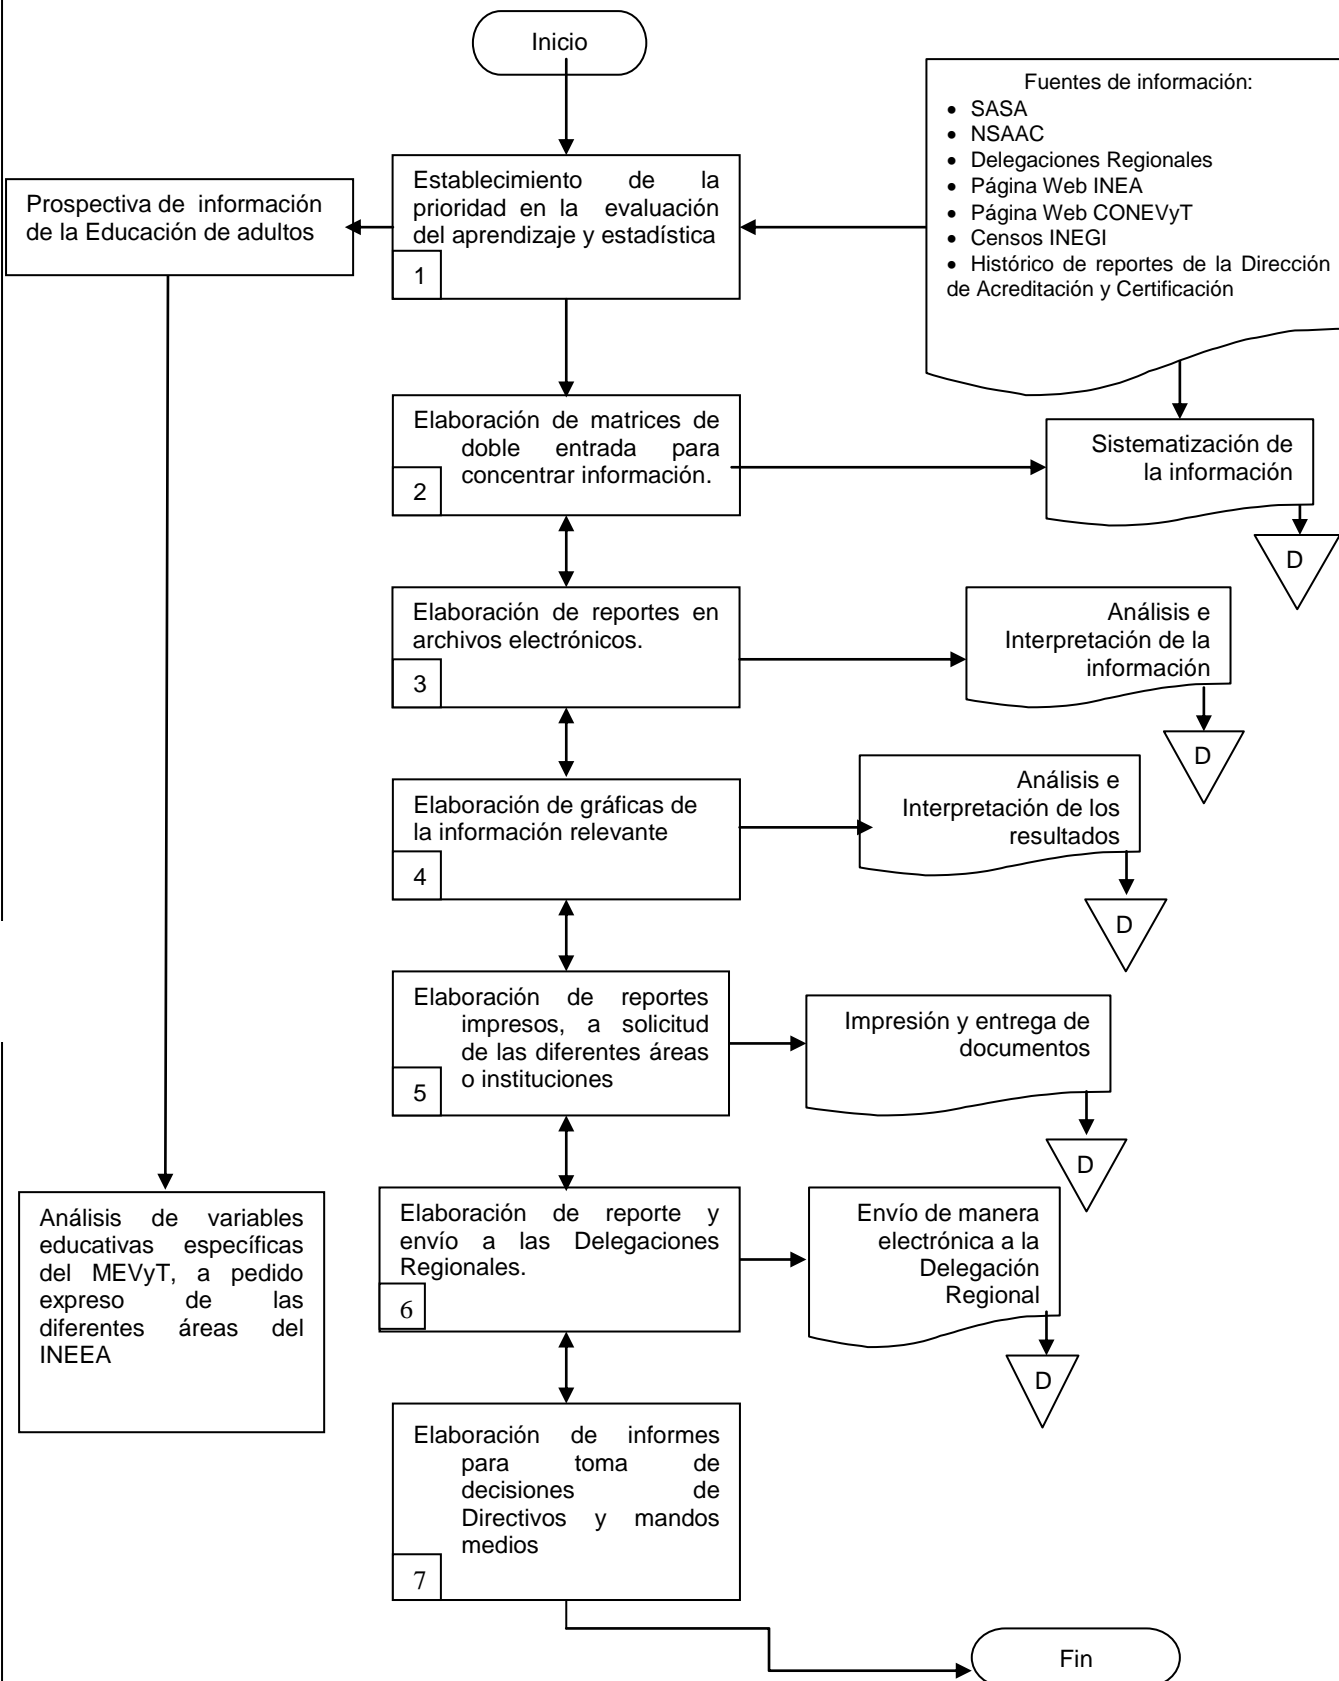 Inicio
Fuentes de información:
• SASA
• NSAAC
• Delegaciones Regionales
• Página Web INEA
• Página Web CONEVyT
• Censos INEGI
• Histórico de reportes de la Dirección
de Acreditación y Certificación
Establecimiento de la
prioridad en la evaluación
del aprendizaje y estadística
1
Prospectiva de información
de la Educación de adultos
Elaboración de matrices de
doble entrada para
concentrar información.
2
Sistematización de
la información
D
Elaboración de reportes en
archivos electrónicos.
3
Análisis e
Interpretación de la
información
D
Elaboración de gráficas de
la información relevante
4
Análisis e
Interpretación de los
resultados
D
Elaboración de reportes
impresos, a solicitud
de las diferentes áreas
o instituciones
5
Impresión y entrega de
documentos
D
Análisis de variables
educativas específicas
del MEVyT, a pedido
expreso de las
diferentes áreas del
INEEA
Elaboración de reporte y
envío a las Delegaciones
Regionales.
6
Envío de manera
electrónica a la
Delegación
Regional
D
Elaboración de informes
para toma de
decisiones de
Directivos y mandos
medios
7
Fin